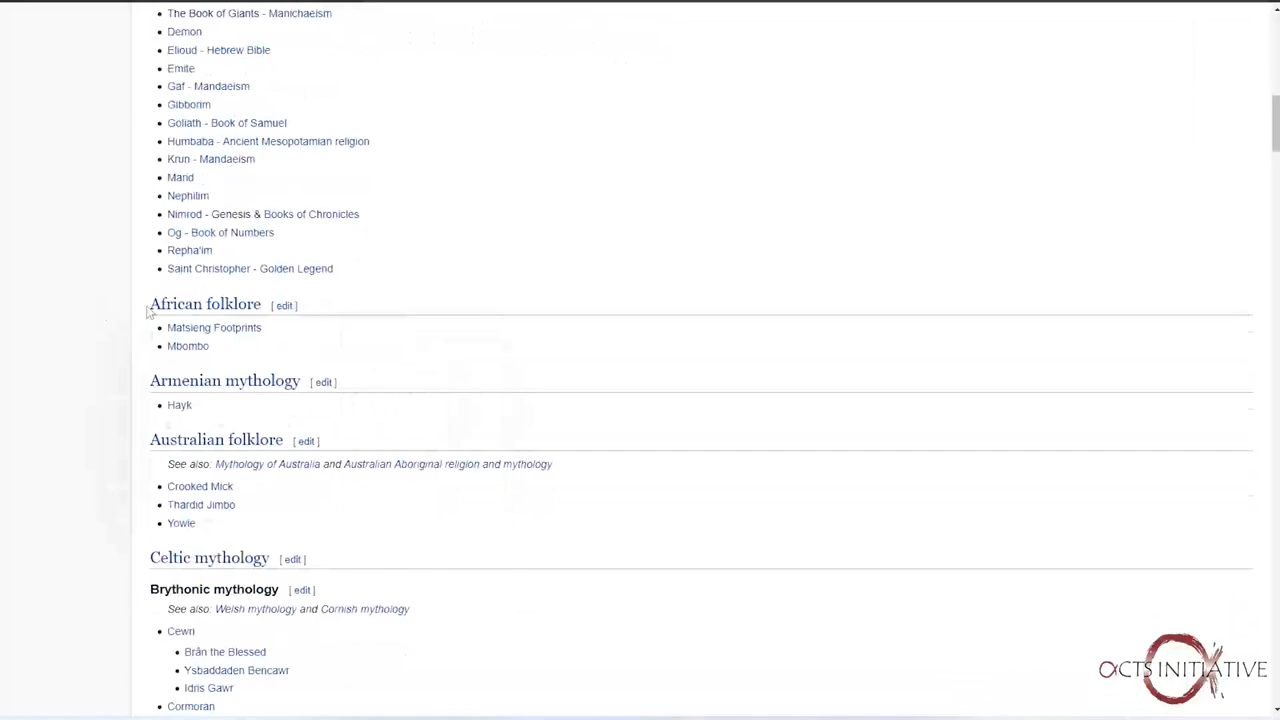 The Book of Giants - Manichaeism
Demon
Elioud - Hebrew Bible
Emite
Gaf - Mandaeism
Gibborim
Goliath - Book of Samuel
Humbaba - Ancient Mesopotamian religion
Krun - Mandaeism
Marid
Nephilim
Nimrod - Genesis & Books of Chronicles
Og - Book of Numbers
Repha'im
Saint Christopher - Golden Legend
African folklore [ edit ]
Matsieng Footprints
Mbombo
Armenian mythology [ edit ]
Hayk
Australian folklore [ edit ]
See also: Mythology of Australia and Australian Aboriginal religion and mythology
Crooked Mick
Thardid Jimbo
Yowie
Celtic mythology [ edit ]
Brythonic mythology [ edit ]
See also: Welsh mythology and Cornish mythology
Cewri
Brân the Blessed
Ysbaddaden Bencawr
Idris Gawr
Cormoran
ACTS INITIATIVE